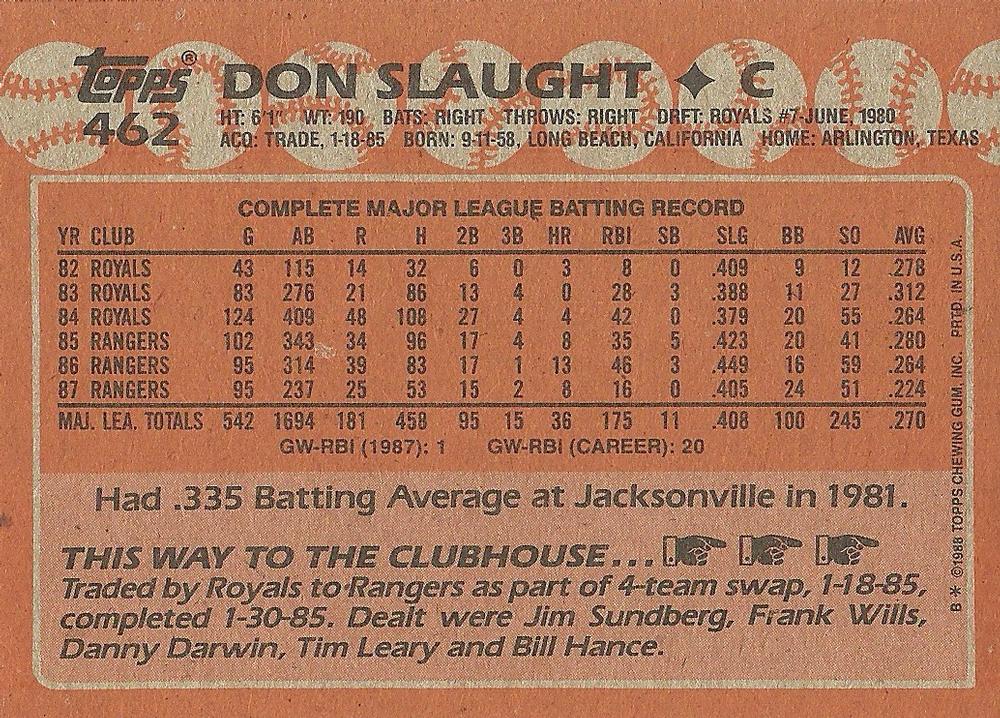 topps® DON SLAUGHT ♦ C
462 HT: 6'1" WT: 190 BATS: RIGHT THROWS: RIGHT DRFT: ROYALS #7-JUNE, 1980
ACQ: TRADE, 1-18-85 BORN: 9-11-58, LONG BEACH, CALIFORNIA HOME: ARLINGTON, TEXAS
COMPLETE MAJOR LEAGUE BATTING RECORD
YR CLUB G AB R H 2B 3B HR RBI SB SLG BB SO AVG
82 ROYALS 43 115 14 32 6 0 3 8 0 .409 9 12 .278
83 ROYALS 83 276 21 86 13 4 0 28 3 .388 11 27 .312
84 ROYALS 124 409 48 108 27 4 4 42 0 .379 20 55 .264
85 RANGERS 102 343 34 96 17 4 8 35 5 .423 20 41 .280
86 RANGERS 95 314 39 83 17 1 13 46 3 .449 16 59 .264
87 RANGERS 95 237 25 53 15 2 8 16 0 .405 24 51 .224
MAJ. LEA. TOTALS 542 1694 181 458 95 15 36 175 11 .408 100 245 .270
GW-RBI (1987): 1 GW-RBI (CAREER): 20
Had .335 Batting Average at Jacksonville in 1981.
THIS WAY TO THE CLUBHOUSE...
Traded by Royals to Rangers as part of 4-team swap, 1-18-85,
completed 1-30-85. Dealt were Jim Sundberg, Frank Wills,
Danny Darwin, Tim Leary and Bill Hance.
B * ©1988 TOPPS CHEWING GUM, INC. PRTD. IN U.S.A.